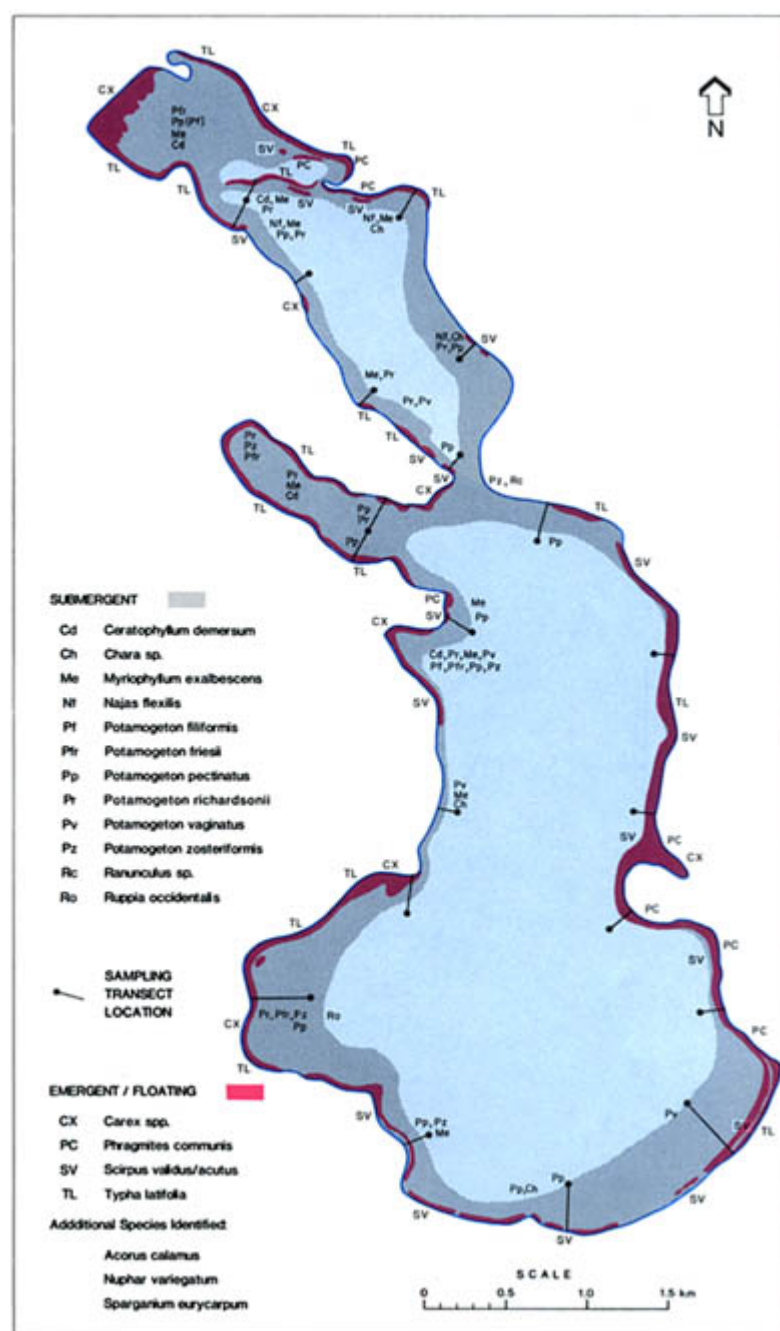 TL
N
CX
Pfr
Pp(Pf)
Me
Cd
CX
TL
SV
PC
PC
TL
TL
TL
Cd, Me
Pr
SV
SV
PC
TL
Nf, Me
Pp, Pr
Nf, Me
Ch
SV
CX
Nf, Ch
Pr, Pp
SV
Me, Pr
Pr, Pv
TL
TL
SV
Pp
SV
CX
Pz, Rc
Pr
Pz
Pfr
TL
Pr
Me
Cd
TL
Pp
Pr
TL
Pp
TL
SV
PC
SV
Me
Pp
CX
Cd, Pr, Me, Pv
Pf, Pfr, Pp, Pz
SV
TL
SV
Pv
SV
PC
CX
TL
CX
PC
TL
PC
SV
CX
Pr, Pfr, Pz
Pp
Ro
TL
SV
Pp, Pz
Me
Pv
SV
TL
Pp
Pp, Ch
SV
SV
SV
SUBMERGENT
Cd Ceratophyllum demersum
Ch Chara sp.
Me Myriophyllum exalbescens
Nf Najas flexilis
Pf Potamogeton filiformis
Pfr Potamogeton friesii
Pp Potamogeton pectinatus
Pr Potamogeton richardsonii
Pv Potamogeton vaginatus
Pz Potamogeton zosteriformis
Rc Ranunculus sp.
Ro Ruppia occidentalis
SAMPLING
TRANSECT
LOCATION
EMERGENT / FLOATING
CX Carex spp.
PC Phragmites communis
SV Scirpus validus/acutus
TL Typha latifolia
Addditional Species Identified:
Acorus calamus
Nuphar variegatum
Sparganium eurycarpum
SCALE
0 0.5 1.0 1.5 km